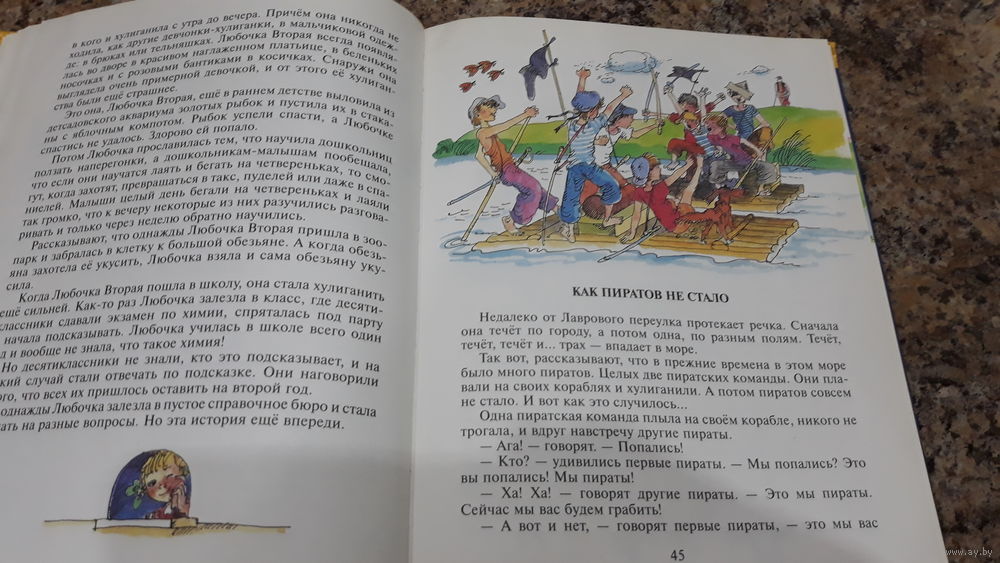 в кого и хулиганила с утра до вечера. Причём она никогда не
ходила, как другие девчонки-хулиганки, в мальчиковой одеж-
де: в брюках или тельняшках. Любочка Вторая всегда появля-
лась во дворе в красивом наглаженном платьице, в беленьких
носочках и с розовыми бантиками в косичках. Снаружи она
выглядела очень примерной девочкой, и от этого её хулиган-
ства были ещё страшнее.
Это она, Любочка Вторая, ещё в раннем детстве выловила из
детсадовского аквариума золотых рыбок и пустила их в стака-
ны с яблочным компотом. Рыбок успели спасти, а Любочке
спастись не удалось. Здорово ей попало.
Потом Любочка прославилась тем, что научила дошкольниц
ползать наперегонки, а дошкольникам-малышам пообещала,
что если они научатся лаять и бегать на четвереньках, то смо-
гут, когда захотят, превращаться в такс, пуделей или даже в спа-
ниелей. Малыши целый день бегали на четвереньках и лаяли
так громко, что к вечеру некоторые из них разучились разгова-
ривать и только через неделю обратно научились.
Рассказывают, что однажды Любочка Вторая пришла в зоо-
парк и забралась в клетку к большой обезьяне. А когда обезь-
яна захотела её укусить, Любочка взяла и сама обезьяну уку-
сила.
Когда Любочка Вторая пошла в школу, она стала хулиганить
ещё сильней. Как-то раз Любочка залезла в класс, где десяти-
классники сдавали экзамен по химии, спряталась под парту
начала подсказывать. Любочка училась в школе всего один
д и вообще не знала, что такое химия!
Но десятиклассники не знали, кто это подсказывает, и на
кий случай стали отвечать по подсказке. Они наговорили
ого, что всех их пришлось оставить на второй год.
однажды Любочка залезла в пустое справочное бюро и стала
ать на разные вопросы. Но эта история ещё впереди.
КАК ПИРАТОВ НЕ СТАЛО
Недалеко от Лаврового переулка протекает речка. Сначала
она течёт по городу, а потом одна, по разным полям. Течёт,
течёт, течёт и... трах — впадает в море.
Так вот, рассказывают, что в прежние времена в этом море
было много пиратов. Целых две пиратских команды. Они пла-
вали на своих кораблях и хулиганили. А потом пиратов совсем
не стало. И вот как это случилось...
Одна пиратская команда плыла на своём корабле, никого не
трогала, и вдруг навстречу другие пираты.
— Ага! — говорят. — Попались!
— Кто? — удивились первые пираты. — Мы попались? Это
вы попались! Мы пираты!
— Ха! Ха! — говорят другие пираты. — Это мы пираты.
Сейчас мы вас будем грабить!
— А вот и нет, — говорят первые пираты, — это мы вас
45
www.ay.by